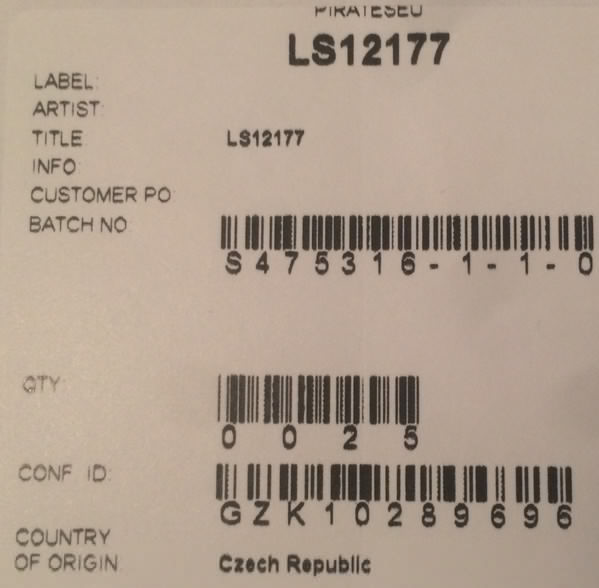 PIRATESEU
LS12177
LABEL:
ARTIST:
TITLE LS12177
INFO:
CUSTOMER PO:
BATCH NO
S475316-1-1-0
QTY:
0025
CONF ID:
GZK10289696
COUNTRY
OF ORIGIN: Czech Republic